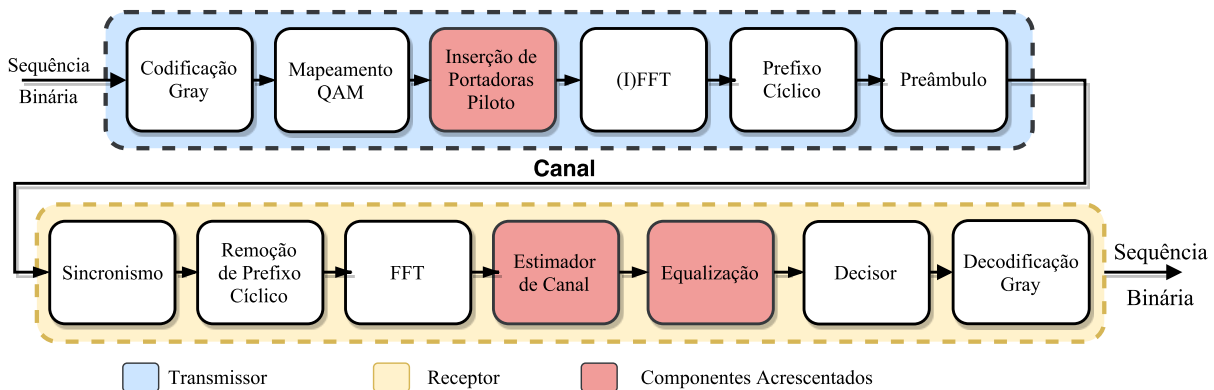 Sequência
Binária
Codificação
Gray
Mapeamento
QAM
Inserção de
Portadoras
Piloto
(I)FFT
Prefixo
Cíclico
Preâmbulo
Canal
Sincronismo
Remoção
de Prefixo
Cíclico
FFT
Estimador
de Canal
Equalização
Decisor
Decodificação
Gray
Sequência
Binária
Transmissor
Receptor
Componentes Acrescentados